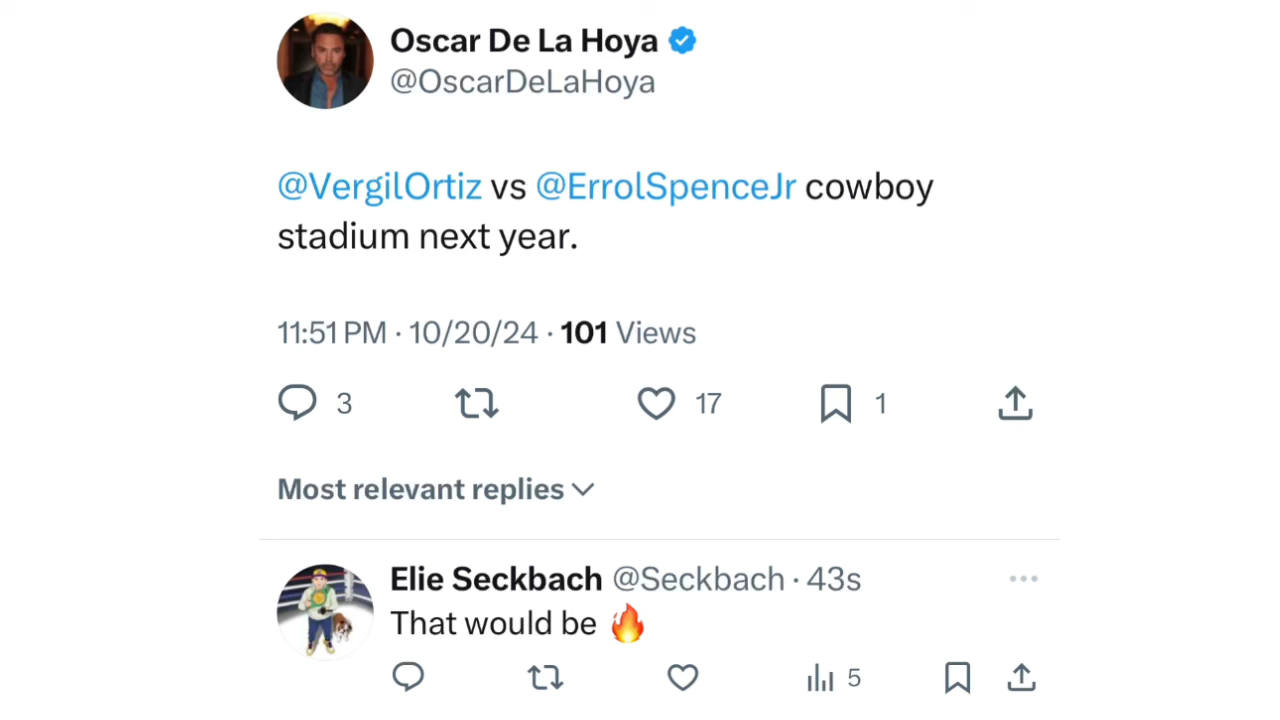 Oscar De La Hoya
@OscarDeLaHoya
@VergilOrtiz vs @ErrolSpenceJr cowboy
stadium next year.
11:51 PM · 10/20/24 · 101 Views
3 17 1
Most relevant replies
Elie Seckbach @Seckbach · 43s
That would be 🔥
5